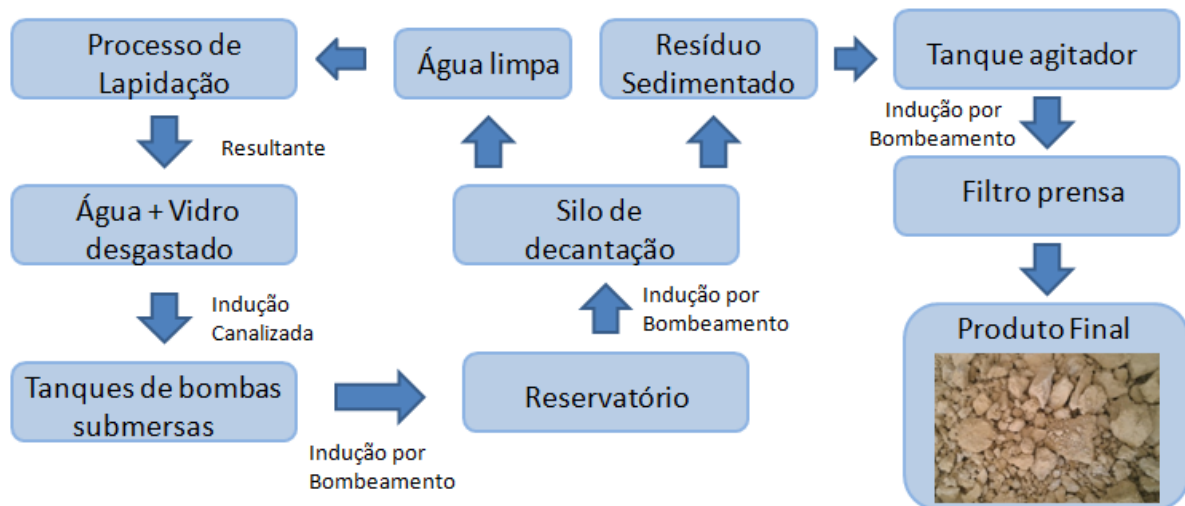 Processo de
Lapidação
Resultante
Água + Vidro
desgastado
Indução
Canalizada
Tanques de bombas
submersas
Indução por
Bombeamento
Reservatório
Indução por
Bombeamento
Silo de
decantação
Água limpa
Resíduo
Sedimentado
Tanque agitador
Indução por
Bombeamento
Filtro prensa
Produto Final